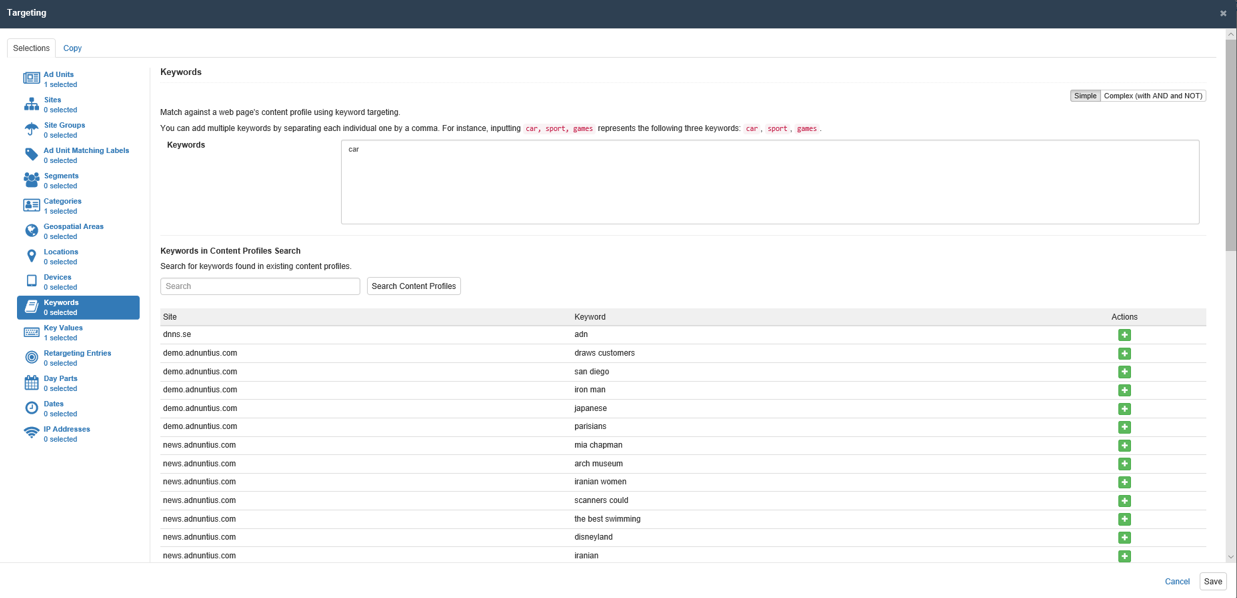 Targeting
Selections Copy
Ad Units
1 selected
Sites
0 selected
Site Groups
0 selected
Ad Unit Matching Labels
0 selected
Segments
0 selected
Categories
1 selected
Geospatial Areas
0 selected
Locations
0 selected
Devices
0 selected
Keywords
0 selected
Key Values
1 selected
Retargeting Entries
0 selected
Day Parts
0 selected
Dates
0 selected
IP Addresses
0 selected
Keywords
Simple Complex (with AND and NOT)
Match against a web page's content profile using keyword targeting.
You can add multiple keywords by separating each individual one by a comma. For instance, inputting car, sport, games represents the following three keywords: car, sport, games.
Keywords
car
Keywords in Content Profiles Search
Search for keywords found in existing content profiles.
Search Search Content Profiles
Site Keyword Actions
dnns.se adn
demo.adnuntius.com draws customers
demo.adnuntius.com san diego
demo.adnuntius.com iron man
demo.adnuntius.com japanese
demo.adnuntius.com parisians
news.adnuntius.com mia chapman
news.adnuntius.com arch museum
news.adnuntius.com iranian women
news.adnuntius.com scanners could
news.adnuntius.com the best swimming
news.adnuntius.com disneyland
news.adnuntius.com iranian
Cancel Save